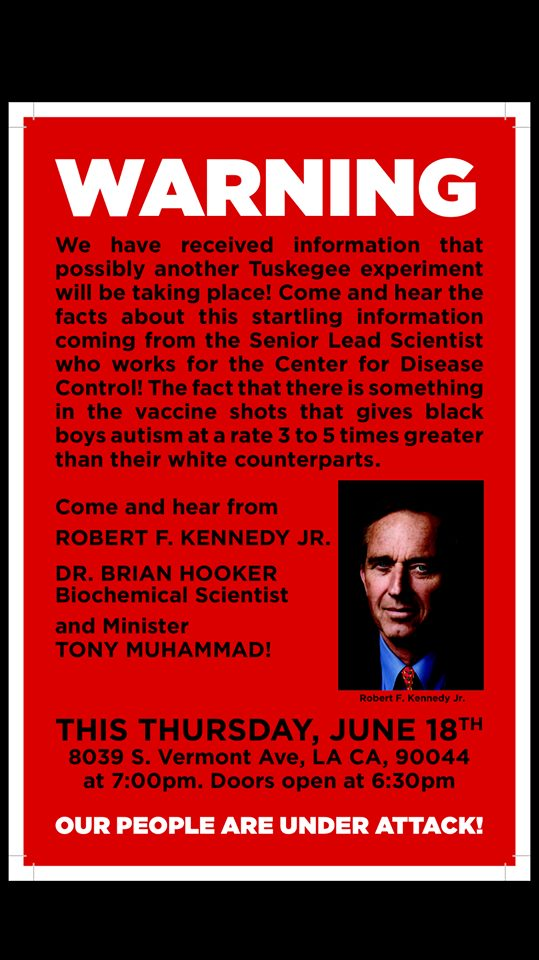 WARNING
We have received information that
possibly another Tuskegee experiment
will be taking place! Come and hear the
facts about this startling information
coming from the Senior Lead Scientist
who works for the Center for Disease
Control! The fact that there is something
in the vaccine shots that gives black
boys autism at a rate 3 to 5 times greater
than their white counterparts.
Come and hear from
ROBERT F. KENNEDY JR.
DR. BRIAN HOOKER
Biochemical Scientist
and Minister
TONY MUHAMMAD!
Robert F. Kennedy Jr.
THIS THURSDAY, JUNE 18TH
8039 S. Vermont Ave, LA CA, 90044
at 7:00pm. Doors open at 6:30pm
OUR PEOPLE ARE UNDER ATTACK!